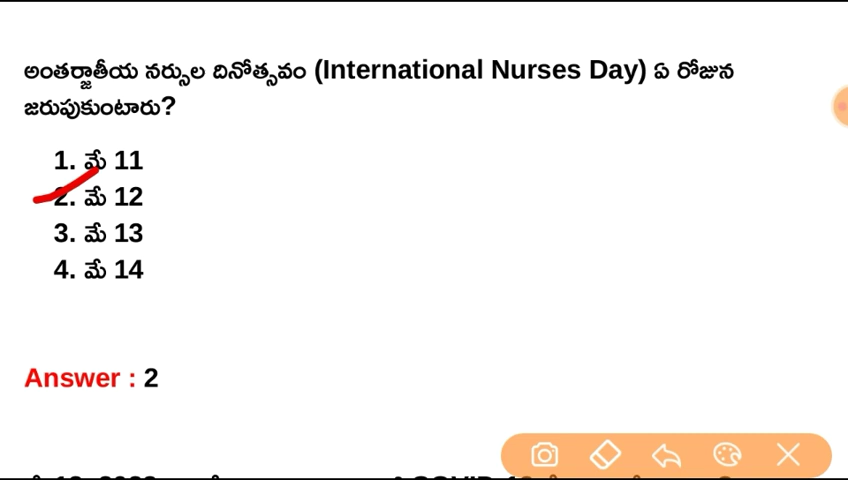 అంతర్జాతీయ నర్సుల దినోత్సవం (International Nurses Day) ఏ రోజున
జరుపుకుంటారు?
1. మే 11
2. మే 12
3. మే 13
4. మే 14
Answer : 2